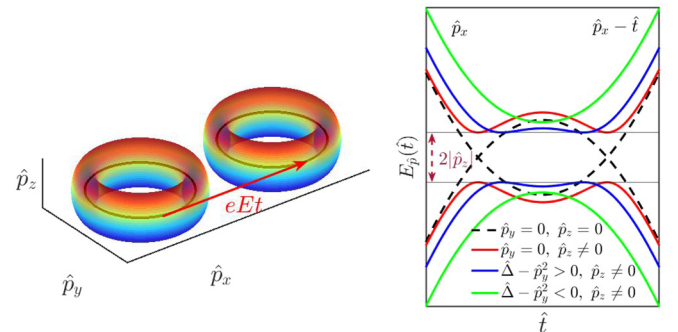 p̂_z
p̂_y
p̂_x
eEt
p̂_x
p̂_x − t̂
E_p̂(t̂)
2|p̂_z|
p̂_y = 0, p̂_z = 0
p̂_y = 0, p̂_z ≠ 0
Δ̂ − p̂_y² > 0, p̂_z ≠ 0
Δ̂ − p̂_y² < 0, p̂_z ≠ 0
t̂